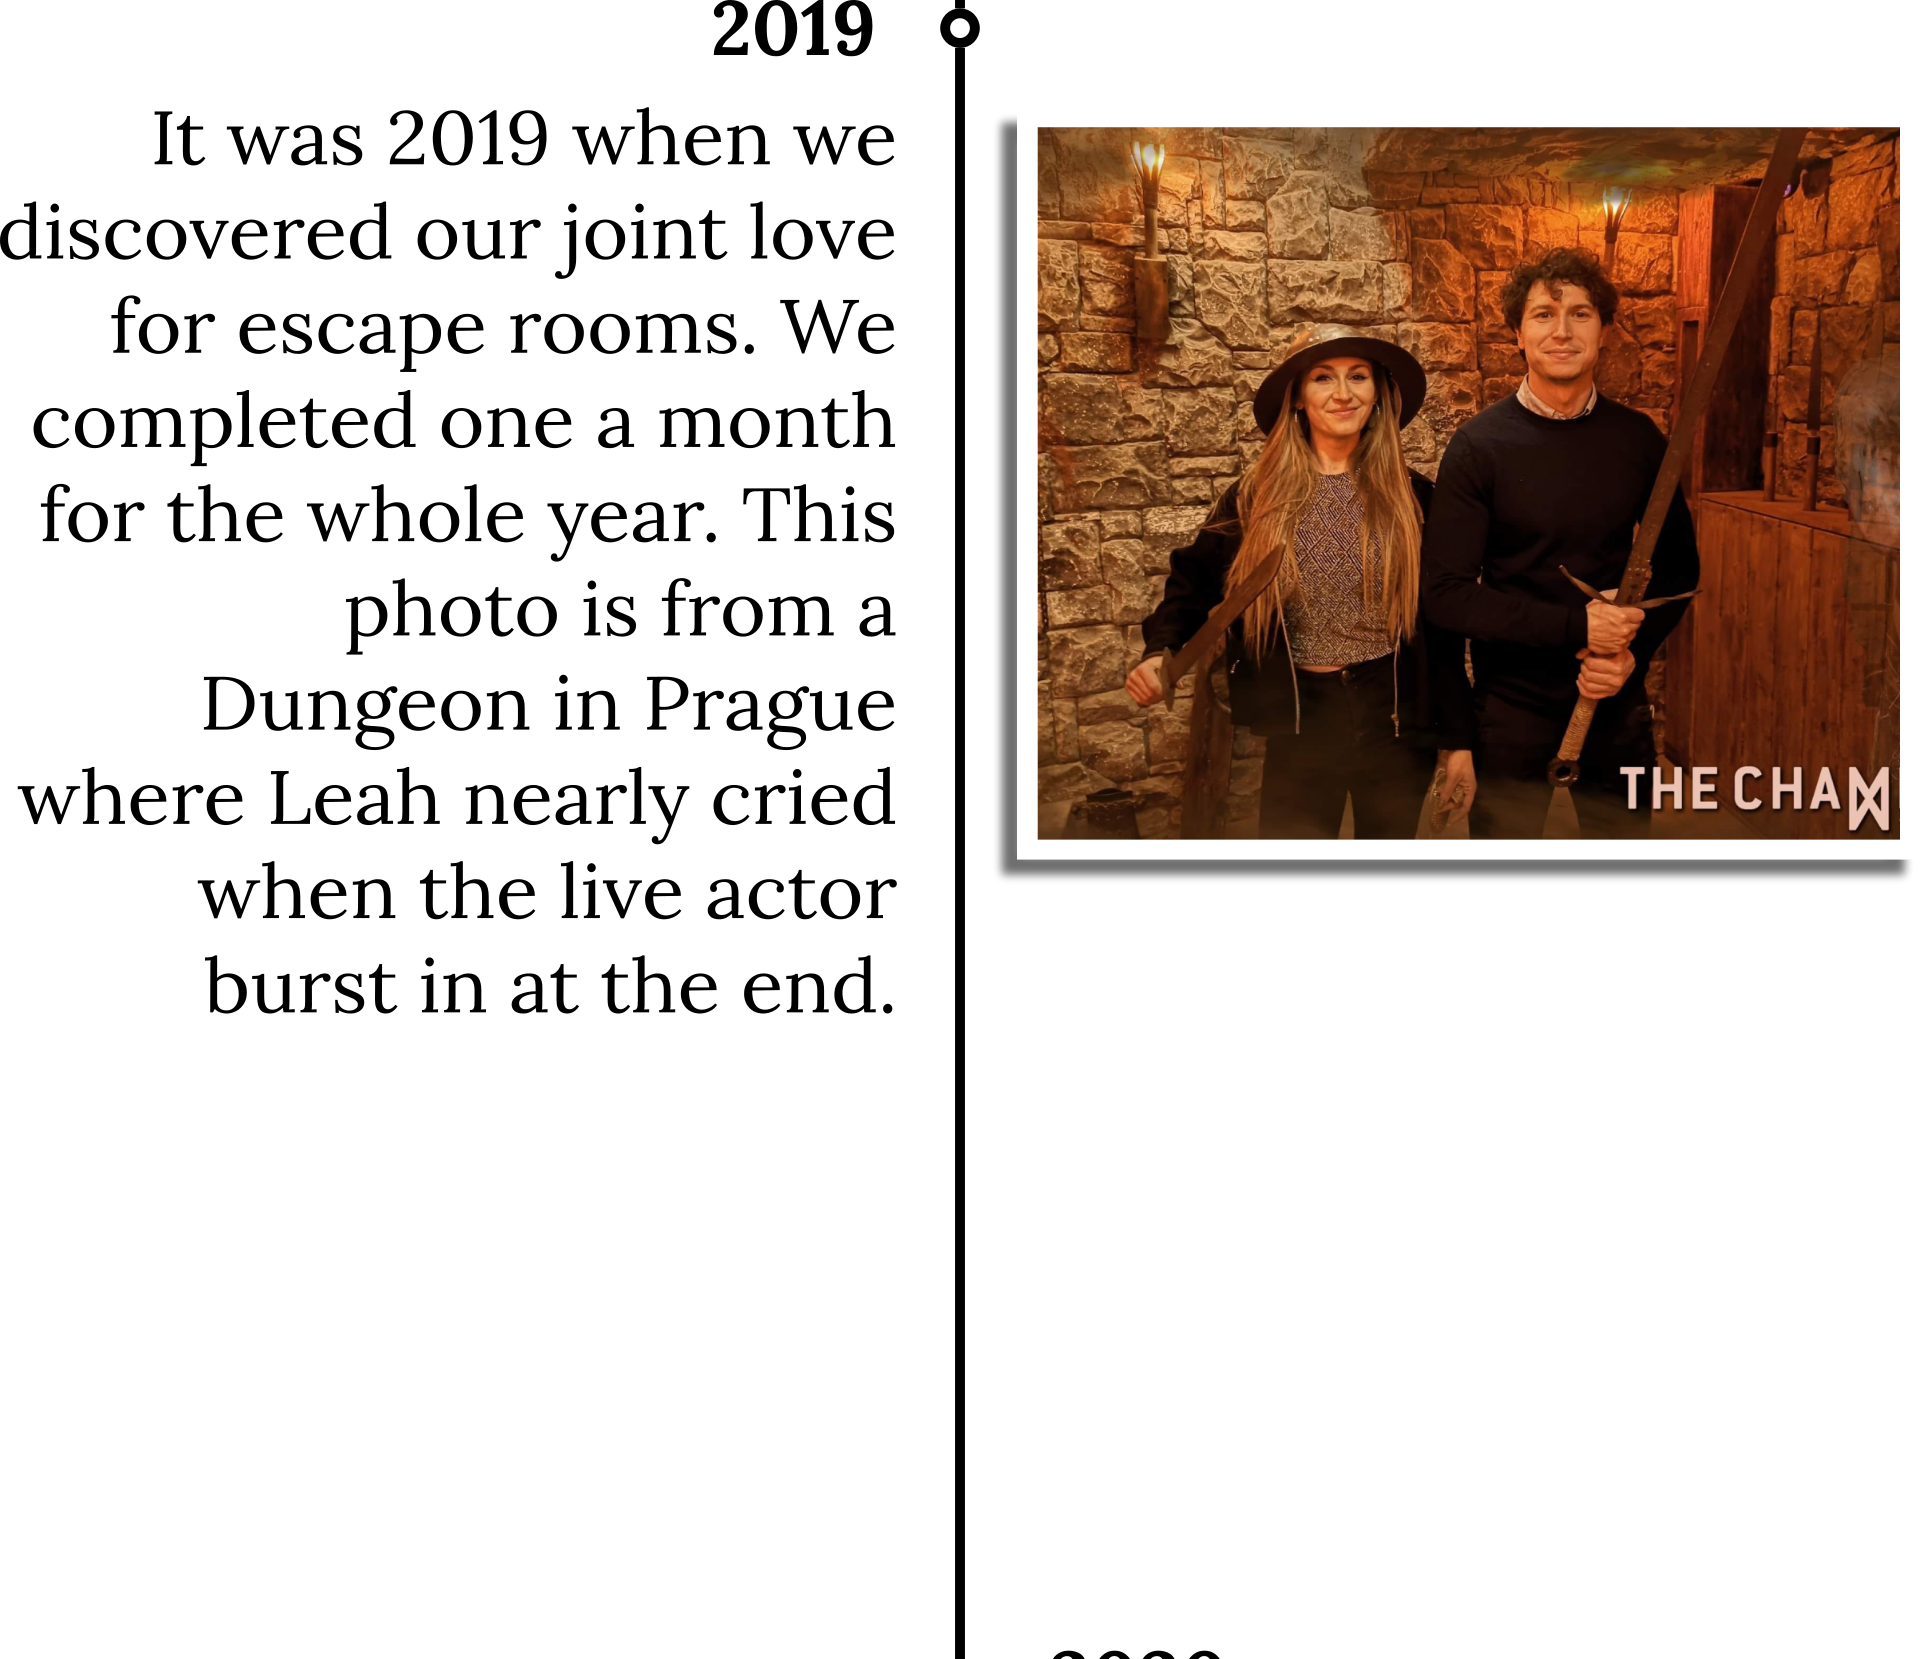 2019
It was 2019 when we
discovered our joint love
for escape rooms. We
completed one a month
for the whole year. This
photo is from a
Dungeon in Prague
where Leah nearly cried
when the live actor
burst in at the end.
THE CHAM